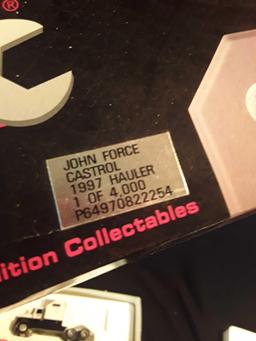 ®
JOHN FORCE
CASTROL
1997 HAULER
1 OF 4,000
P64970822254
ition Collectables